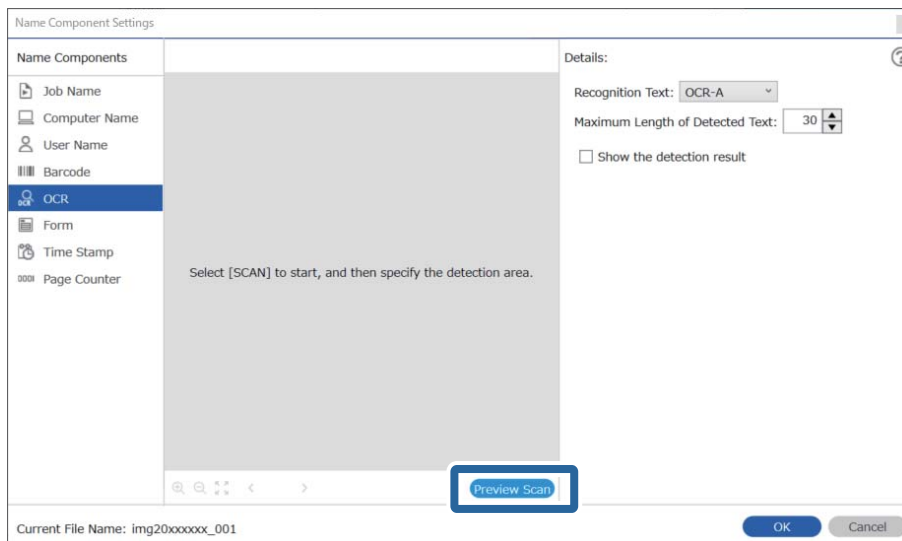 Name Component Settings
Name Components
Job Name
Computer Name
User Name
Barcode
OCR
OCR
Form
Time Stamp
Page Counter
Select [SCAN] to start, and then specify the detection area.
Preview Scan
Details:
Recognition Text: OCR-A
Maximum Length of Detected Text: 30
Show the detection result
Current File Name: img20xxxxxx_001
OK
Cancel